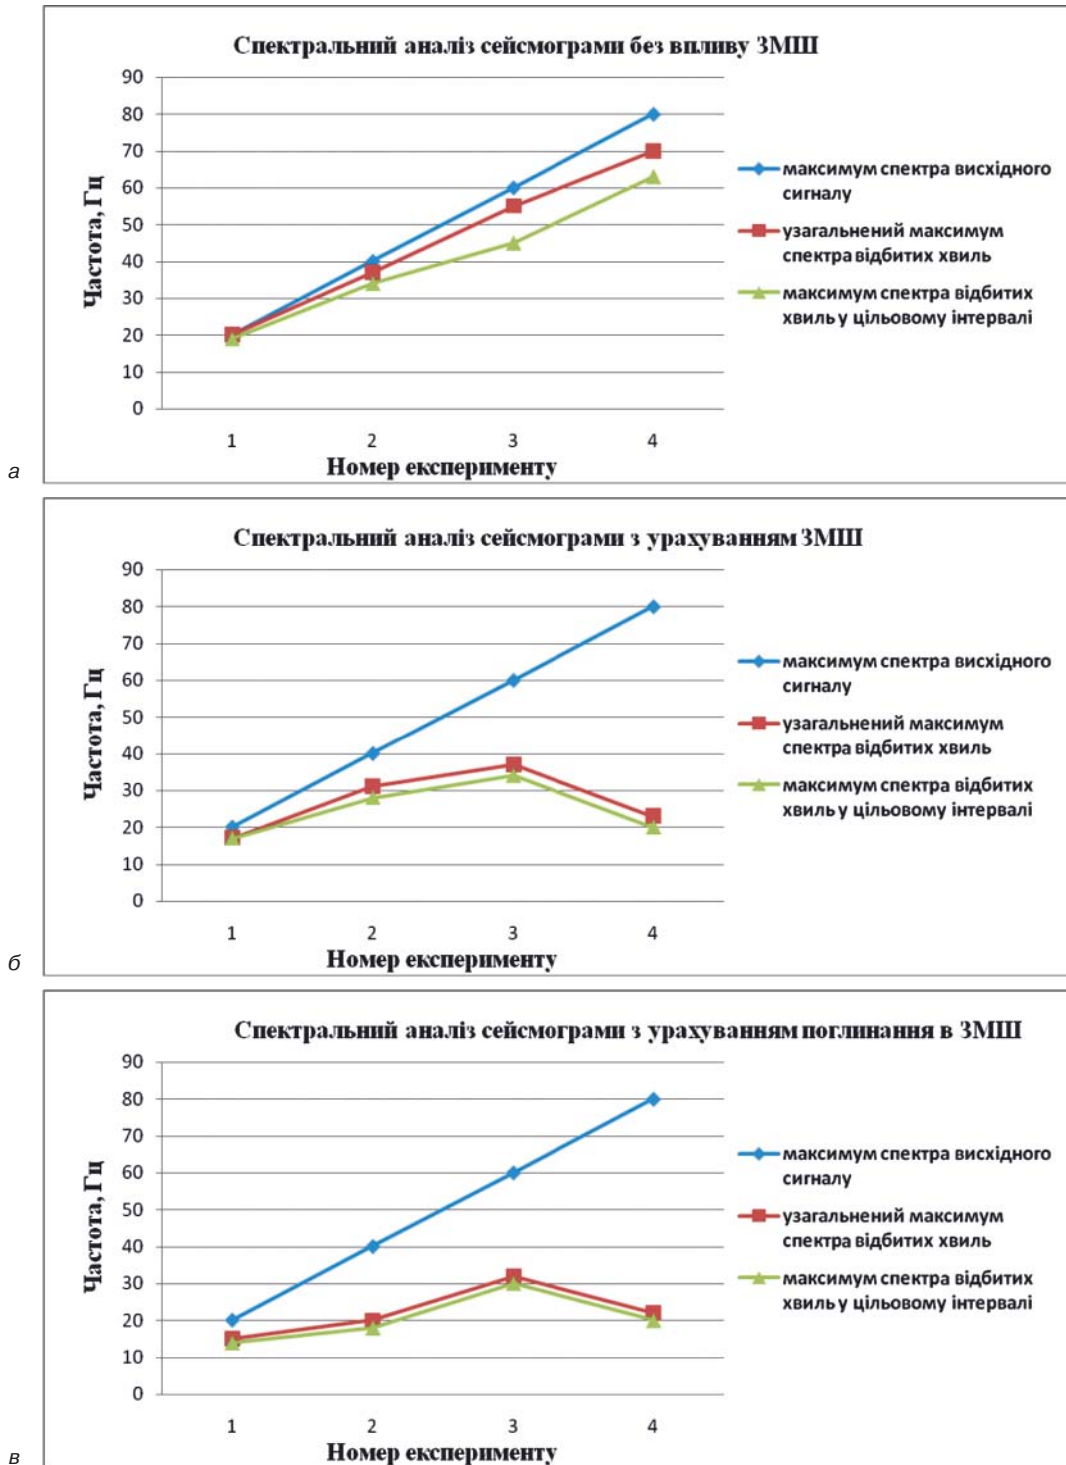 Спектральний аналіз сейсмограми без впливу ЗМШ
90
80
70
60
50
40
30
20
10
0
Частота, Гц
1 2 3 4
Номер експерименту
максимум спектра висхідного
сигналу
узагальнений максимум
спектра відбитих хвиль
максимум спектра відбитих
хвиль у цільовому інтервалі
а
Спектральний аналіз сейсмограми з урахуванням ЗМШ
90
80
70
60
50
40
30
20
10
0
Частота, Гц
1 2 3 4
Номер експерименту
максимум спектра висхідного
сигналу
узагальнений максимум
спектра відбитих хвиль
максимум спектра відбитих
хвиль у цільовому інтервалі
б
Спектральний аналіз сейсмограми з урахуванням поглинання в ЗМШ
90
80
70
60
50
40
30
20
10
0
Частота, Гц
1 2 3 4
Номер експерименту
максимум спектра висхідного
сигналу
узагальнений максимум
спектра відбитих хвиль
максимум спектра відбитих
хвиль у цільовому інтервалі
в